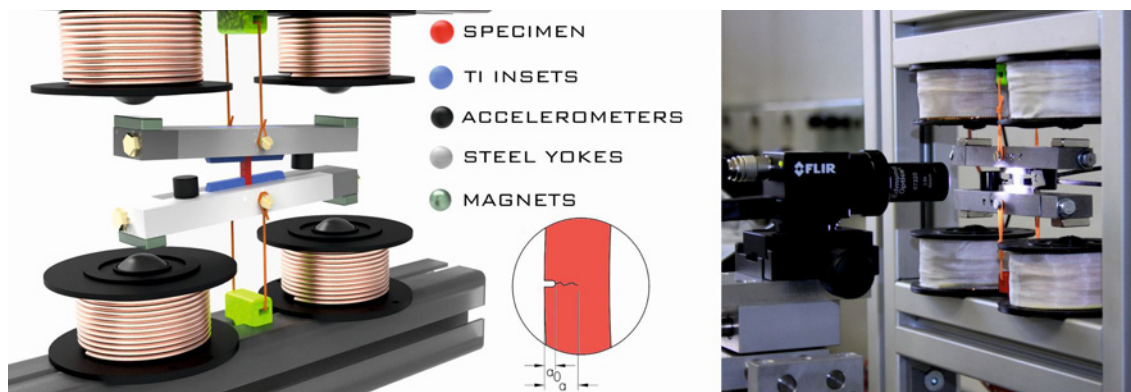 SPECIMEN
TI INSETS
ACCELEROMETERS
STEEL YOKES
MAGNETS
a0
a
FLIR